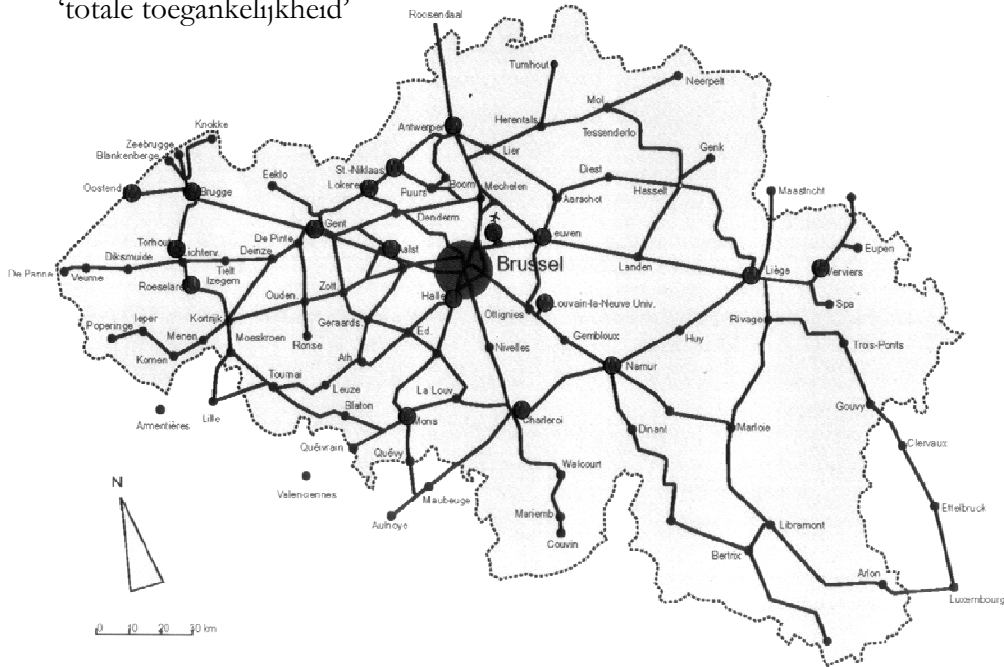 ‘totale toegankelijkheid’
Roosendaal
Turnhout
Neerpelt
Mol
Herentals
Tessenderlo
Antwerpen
Knokke
Zeebrugge
Blankenberge
Lier
Genk
St.-Niklaas
Eeklo
Diest
Lokeren
Puurs
Boom
Mechelen
Hasselt
Oostend
Brugge
Aarschot
Maastricht
Denderm.
Gent
De Pinte
Leuven
Torhout
Lichterv.
Deinze
Aalst
Eupen
Diksmuide
Brussel
De Panne
Veurne
Tielt
Landen
Liège
Verviers
Izegem
Roeselare
Zott
Halle
Louvain-la-Neuve Univ.
Ouden.
Spa
Ottignies
Ieper
Kortrijk
Geraards.
Rivage
Poperinge
Ed.
Gembloux
Menen
Moeskroen
Ronse
Nivelles
Huy
Trois-Ponts
Komen
Ath
Namur
Tournai
Leuze
La Louv.
Lille
Blaton
Gouvy
Armentières
Mons
Charleroi
Dinant
Marloie
Quiévrain
Clervaux
Quévy
Walcourt
Valenciennes
Maubeuge
N
Ettelbruck
Aulnoye
Mariemb.
Libramont
Couvin
Bertrix
Arlon
Luxembourg
0 10 20 30 km